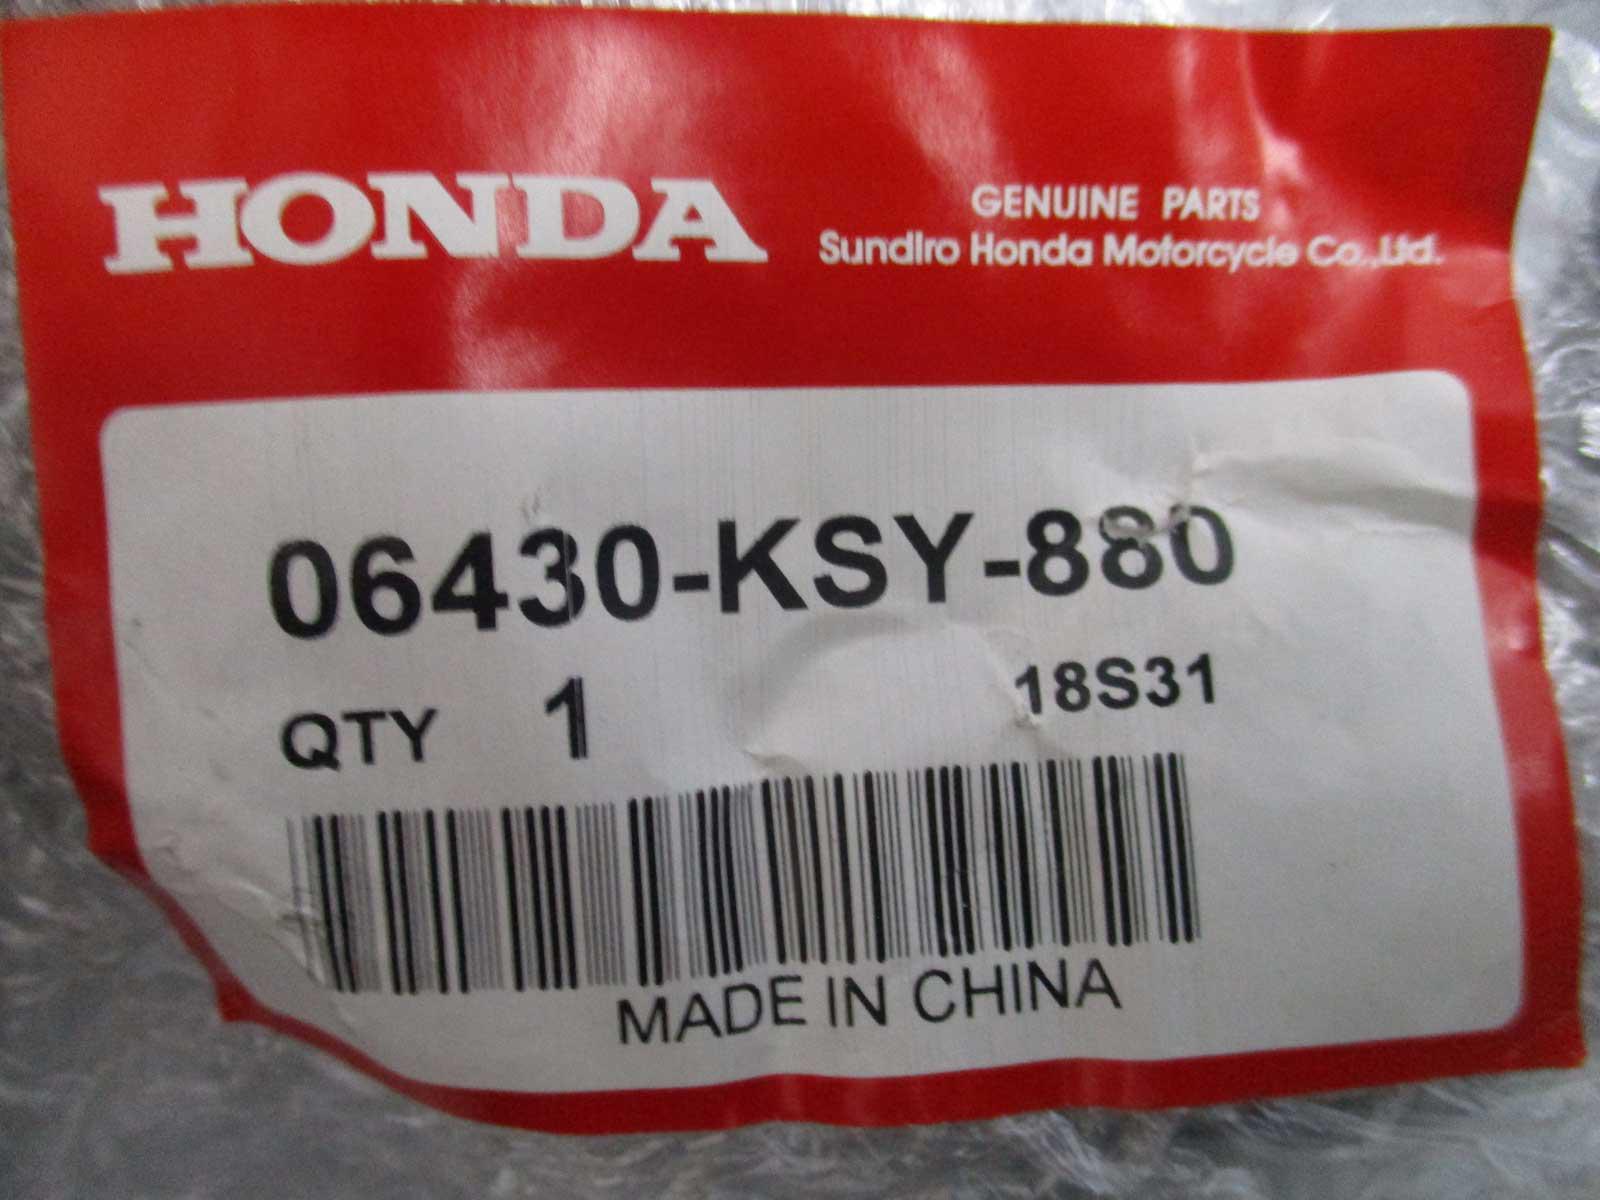 HONDA
GENUINE PARTS
Sundiro Honda Motorcycle Co.,Ltd.
06430-KSY-880
QTY 1 18S31
MADE IN CHINA